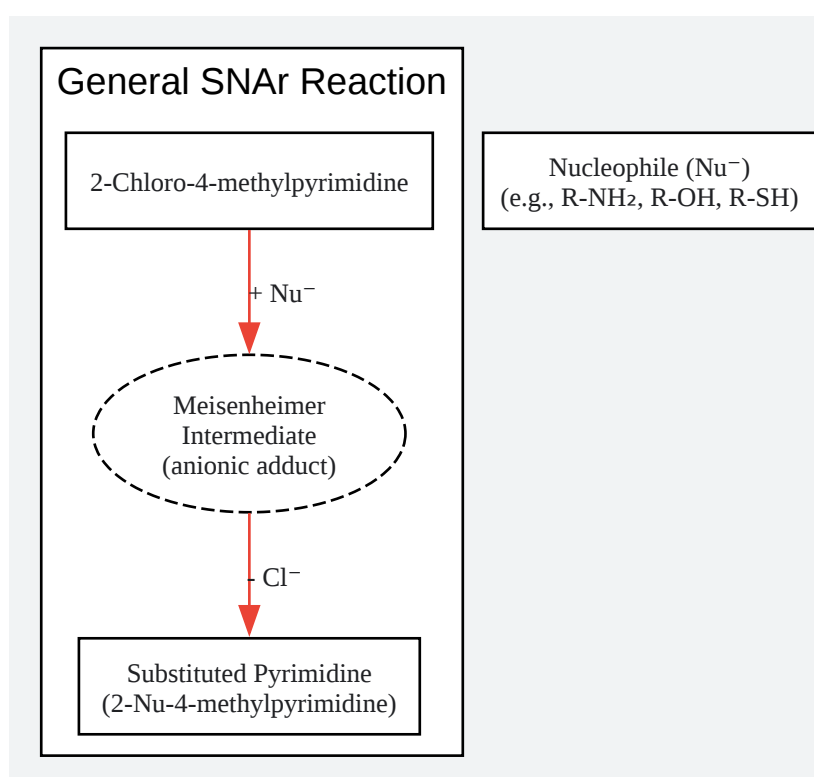 General SNAr Reaction
2-Chloro-4-methylpyrimidine
Nucleophile (Nu⁻)
(e.g., R-NH₂, R-OH, R-SH)
+ Nu⁻
Meisenheimer
Intermediate
(anionic adduct)
- Cl⁻
Substituted Pyrimidine
(2-Nu-4-methylpyrimidine)